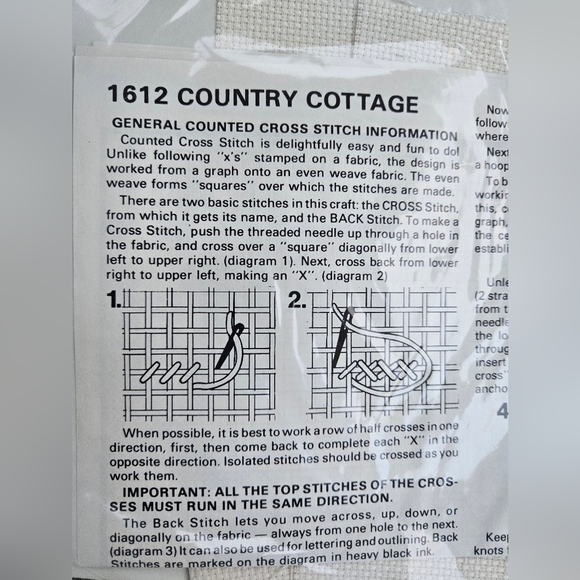 1612 COUNTRY COTTAGE
GENERAL COUNTED CROSS STITCH INFORMATION
Counted Cross Stitch is delightfully easy and fun to do!
Unlike following "x's" stamped on a fabric, the design is
worked from a graph onto an even weave fabric. The even
weave forms "squares" over which the stitches are made.
There are two basic stitches in this craft: the CROSS Stitch,
from which it gets its name, and the BACK Stitch. To make a
Cross Stitch, push the threaded needle up through a hole in
the fabric, and cross over a "square" diagonally from lower
left to upper right. (diagram 1). Next, cross back from lower
right to upper left, making an "X". (diagram 2)
1.
2.
When possible, it is best to work a row of half crosses in one
direction, first, then come back to complete each "X" in the
opposite direction. Isolated stitches should be crossed as you
work them.
IMPORTANT: ALL THE TOP STITCHES OF THE CROS-
SES MUST RUN IN THE SAME DIRECTION.
The Back Stitch lets you move across, up, down, or
diagonally on the fabric — always from one hole to the next.
(diagram 3) It can also be used for lettering and outlining. Back
Stitches are marked on the diagram in heavy black ink.
Now
follow
where
Next
a hoop
To b
workin
this, c
graph,
the ce
establi
Unle
(2 stra
from t
needle
the lo
throug
insert
cross
ancho
4
Keep
knots